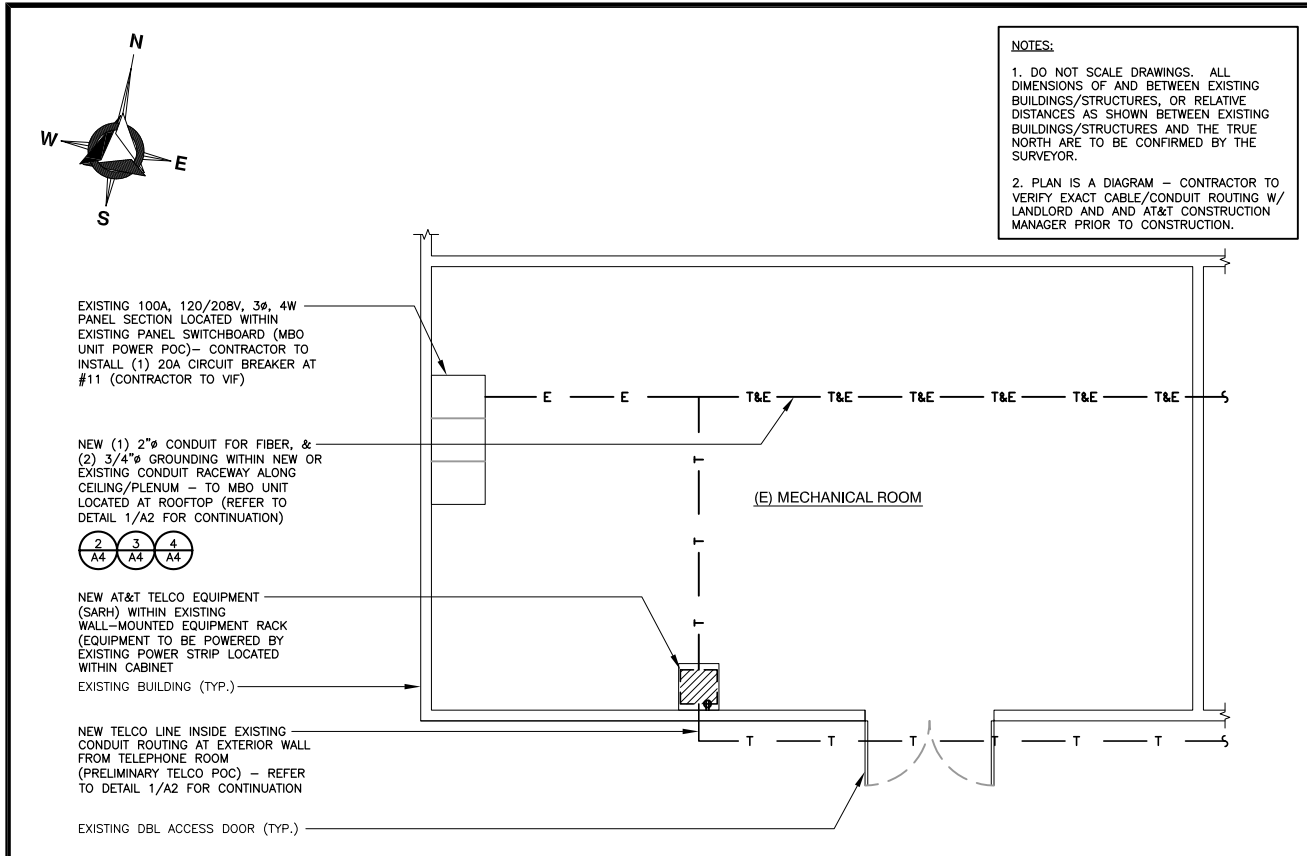 N
W
E
S
NOTES:
1. DO NOT SCALE DRAWINGS. ALL
DIMENSIONS OF AND BETWEEN EXISTING
BUILDINGS/STRUCTURES, OR RELATIVE
DISTANCES AS SHOWN BETWEEN EXISTING
BUILDINGS/STRUCTURES AND THE TRUE
NORTH ARE TO BE CONFIRMED BY THE
SURVEYOR.
2. PLAN IS A DIAGRAM – CONTRACTOR TO
VERIFY EXACT CABLE/CONDUIT ROUTING W/
LANDLORD AND AND AT&T CONSTRUCTION
MANAGER PRIOR TO CONSTRUCTION.
EXISTING 100A, 120/208V, 3ø, 4W
PANEL SECTION LOCATED WITHIN
EXISTING PANEL SWITCHBOARD (MBO
UNIT POWER POC)– CONTRACTOR TO
INSTALL (1) 20A CIRCUIT BREAKER AT
#11 (CONTRACTOR TO VIF)
E E T&E T&E T&E T&E T&E T&E
NEW (1) 2"ø CONDUIT FOR FIBER, &
(2) 3/4"ø GROUNDING WITHIN NEW OR
EXISTING CONDUIT RACEWAY ALONG
CEILING/PLENUM – TO MBO UNIT
LOCATED AT ROOFTOP (REFER TO
DETAIL 1/A2 FOR CONTINUATION)
2 3 4
A4 A4 A4
T
T
T
(E) MECHANICAL ROOM
NEW AT&T TELCO EQUIPMENT
(SARH) WITHIN EXISTING
WALL–MOUNTED EQUIPMENT RACK
(EQUIPMENT TO BE POWERED BY
EXISTING POWER STRIP LOCATED
WITHIN CABINET
EXISTING BUILDING (TYP.)
NEW TELCO LINE INSIDE EXISTING
CONDUIT ROUTING AT EXTERIOR WALL
FROM TELEPHONE ROOM
(PRELIMINARY TELCO POC) – REFER
TO DETAIL 1/A2 FOR CONTINUATION
T T T T T T
EXISTING DBL ACCESS DOOR (TYP.)